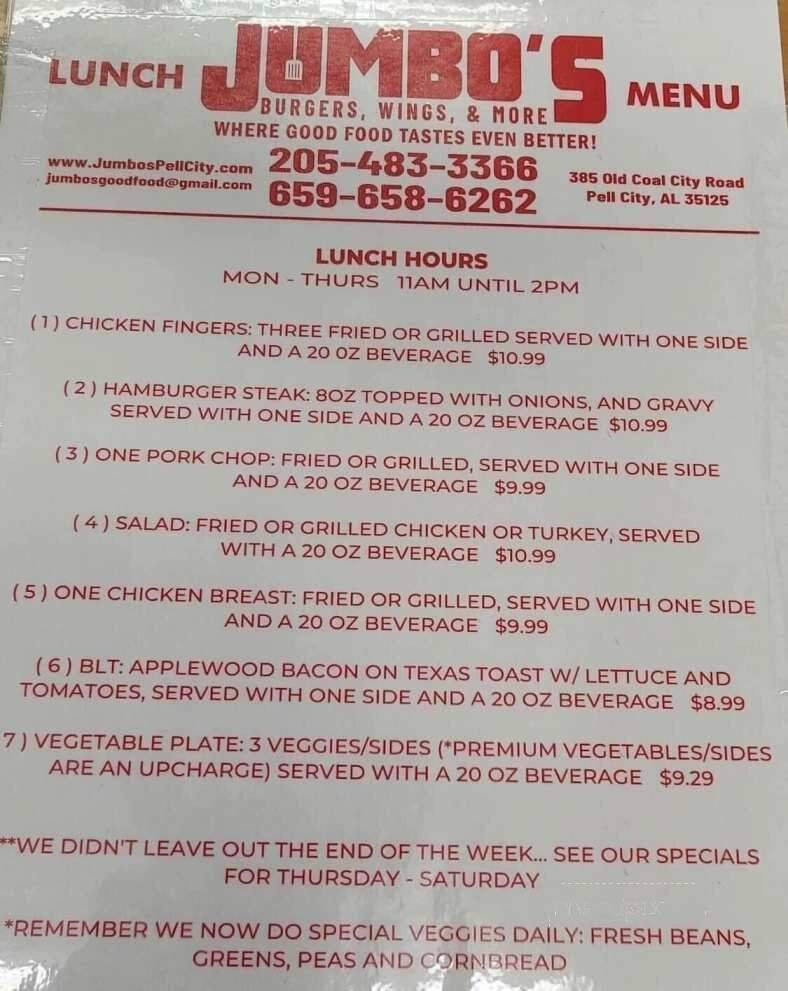 LUNCH JUMBO'S MENU
BURGERS, WINGS, & MORE
WHERE GOOD FOOD TASTES EVEN BETTER!
www.JumbosPellCity.com 205-483-3366 385 Old Coal City Road
jumbosgoodfood@gmail.com 659-658-6262 Pell City, AL 35125
LUNCH HOURS
MON - THURS 11AM UNTIL 2PM
( 1 ) CHICKEN FINGERS: THREE FRIED OR GRILLED SERVED WITH ONE SIDE
AND A 20 OZ BEVERAGE $10.99
( 2 ) HAMBURGER STEAK: 8OZ TOPPED WITH ONIONS, AND GRAVY
SERVED WITH ONE SIDE AND A 20 OZ BEVERAGE $10.99
( 3 ) ONE PORK CHOP: FRIED OR GRILLED, SERVED WITH ONE SIDE
AND A 20 OZ BEVERAGE $9.99
( 4 ) SALAD: FRIED OR GRILLED CHICKEN OR TURKEY, SERVED
WITH A 20 OZ BEVERAGE $10.99
( 5 ) ONE CHICKEN BREAST: FRIED OR GRILLED, SERVED WITH ONE SIDE
AND A 20 OZ BEVERAGE $9.99
( 6 ) BLT: APPLEWOOD BACON ON TEXAS TOAST W/ LETTUCE AND
TOMATOES, SERVED WITH ONE SIDE AND A 20 OZ BEVERAGE $8.99
7 ) VEGETABLE PLATE: 3 VEGGIES/SIDES (*PREMIUM VEGETABLES/SIDES
ARE AN UPCHARGE) SERVED WITH A 20 OZ BEVERAGE $9.29
**WE DIDN'T LEAVE OUT THE END OF THE WEEK... SEE OUR SPECIALS
FOR THURSDAY - SATURDAY
*REMEMBER WE NOW DO SPECIAL VEGGIES DAILY: FRESH BEANS,
GREENS, PEAS AND CORNBREAD